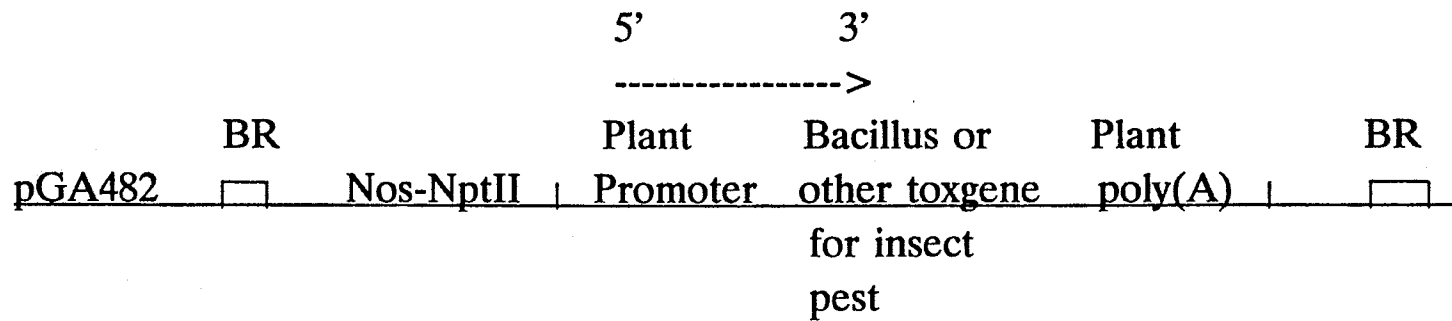 5’ 3’
---------------->
BR Plant Bacillus or Plant BR
pGA482 Nos-NptII Promoter other toxgene poly(A)
for insect
pest